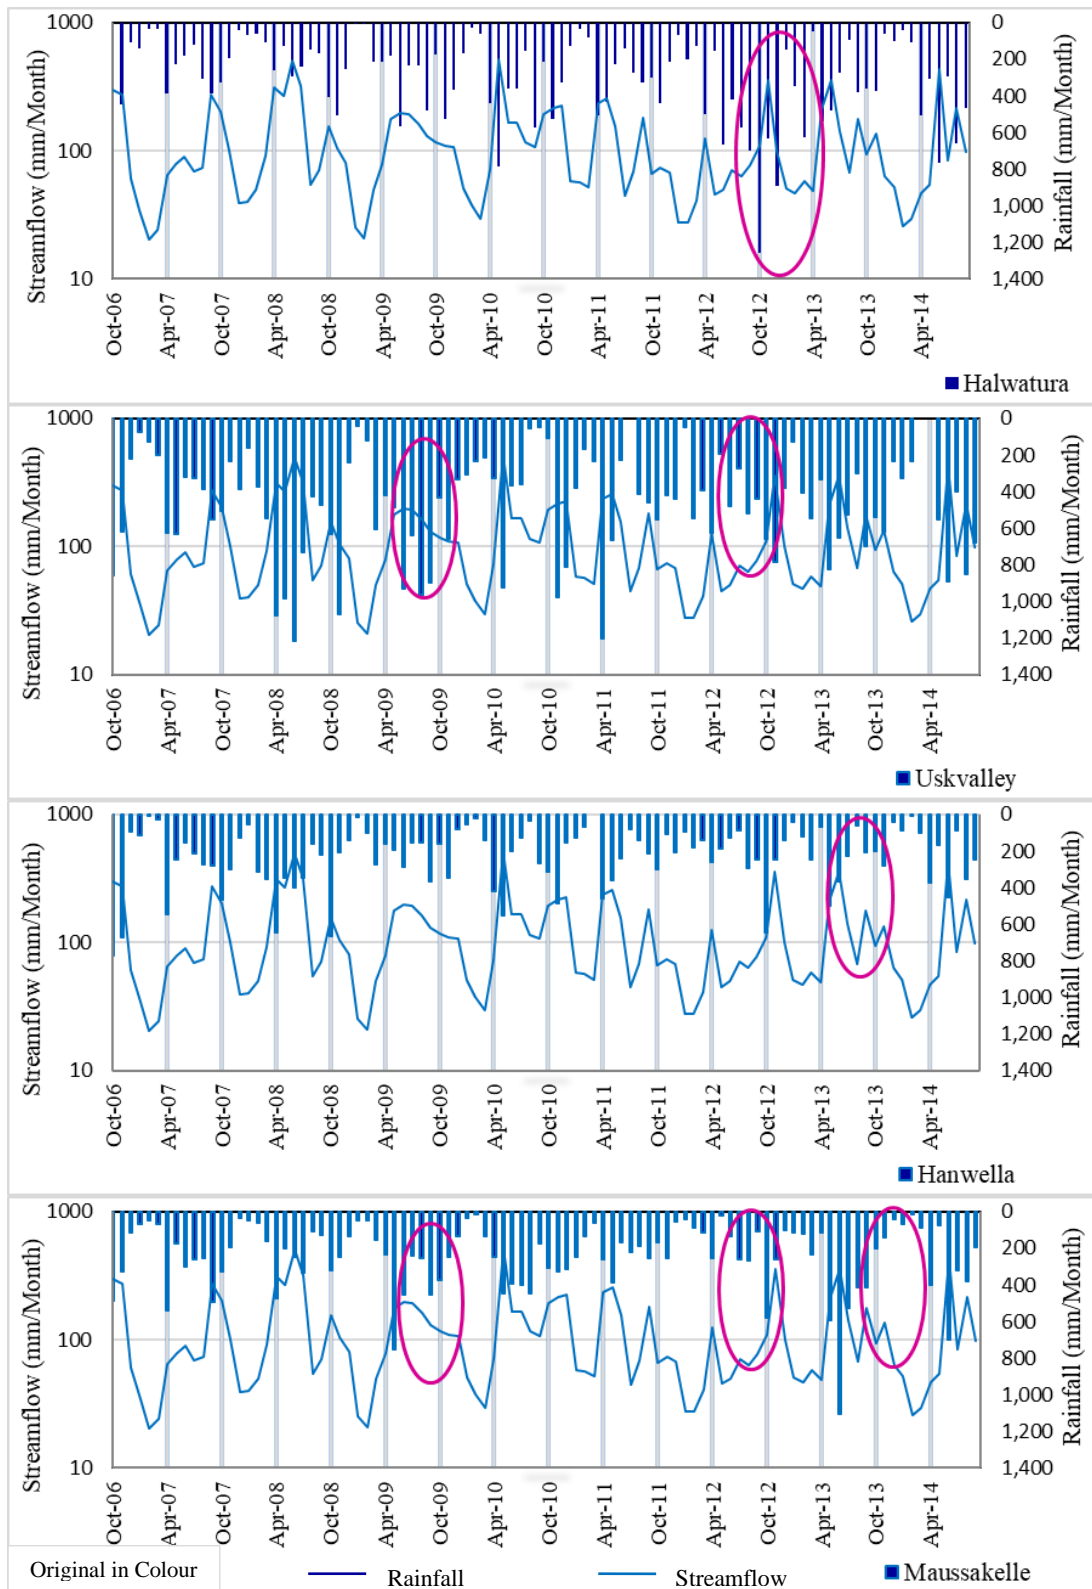 Streamflow (mm/Month)
1000
100
10
0
200
400
600
800
1,000
1,200
1,400
Rainfall (mm/Month)
Oct-06
Apr-07
Oct-07
Apr-08
Oct-08
Apr-09
Oct-09
Apr-10
Oct-10
Apr-11
Oct-11
Apr-12
Oct-12
Apr-13
Oct-13
Apr-14
Halwatura
Streamflow (mm/Month)
1000
100
10
0
200
400
600
800
1,000
1,200
1,400
Rainfall (mm/Month)
Oct-06
Apr-07
Oct-07
Apr-08
Oct-08
Apr-09
Oct-09
Apr-10
Oct-10
Apr-11
Oct-11
Apr-12
Oct-12
Apr-13
Oct-13
Apr-14
Uskvalley
Streamflow (mm/Month)
1000
100
10
0
200
400
600
800
1,000
1,200
1,400
Rainfall (mm/Month)
Oct-06
Apr-07
Oct-07
Apr-08
Oct-08
Apr-09
Oct-09
Apr-10
Oct-10
Apr-11
Oct-11
Apr-12
Oct-12
Apr-13
Oct-13
Apr-14
Hanwella
Streamflow (mm/Month)
1000
100
10
0
200
400
600
800
1,000
1,200
1,400
Rainfall (mm/Month)
Oct-06
Apr-07
Oct-07
Apr-08
Oct-08
Apr-09
Oct-09
Apr-10
Oct-10
Apr-11
Oct-11
Apr-12
Oct-12
Apr-13
Oct-13
Apr-14
Maussakelle
Original in Colour
Rainfall
Streamflow